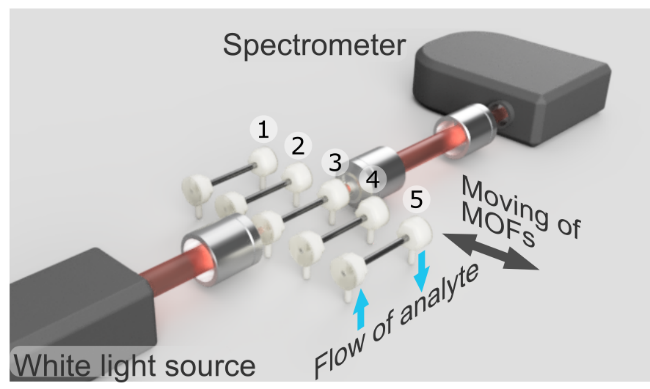 Spectrometer
1
2
3
4
5
Moving of
MOFs
Flow of analyte
White light source